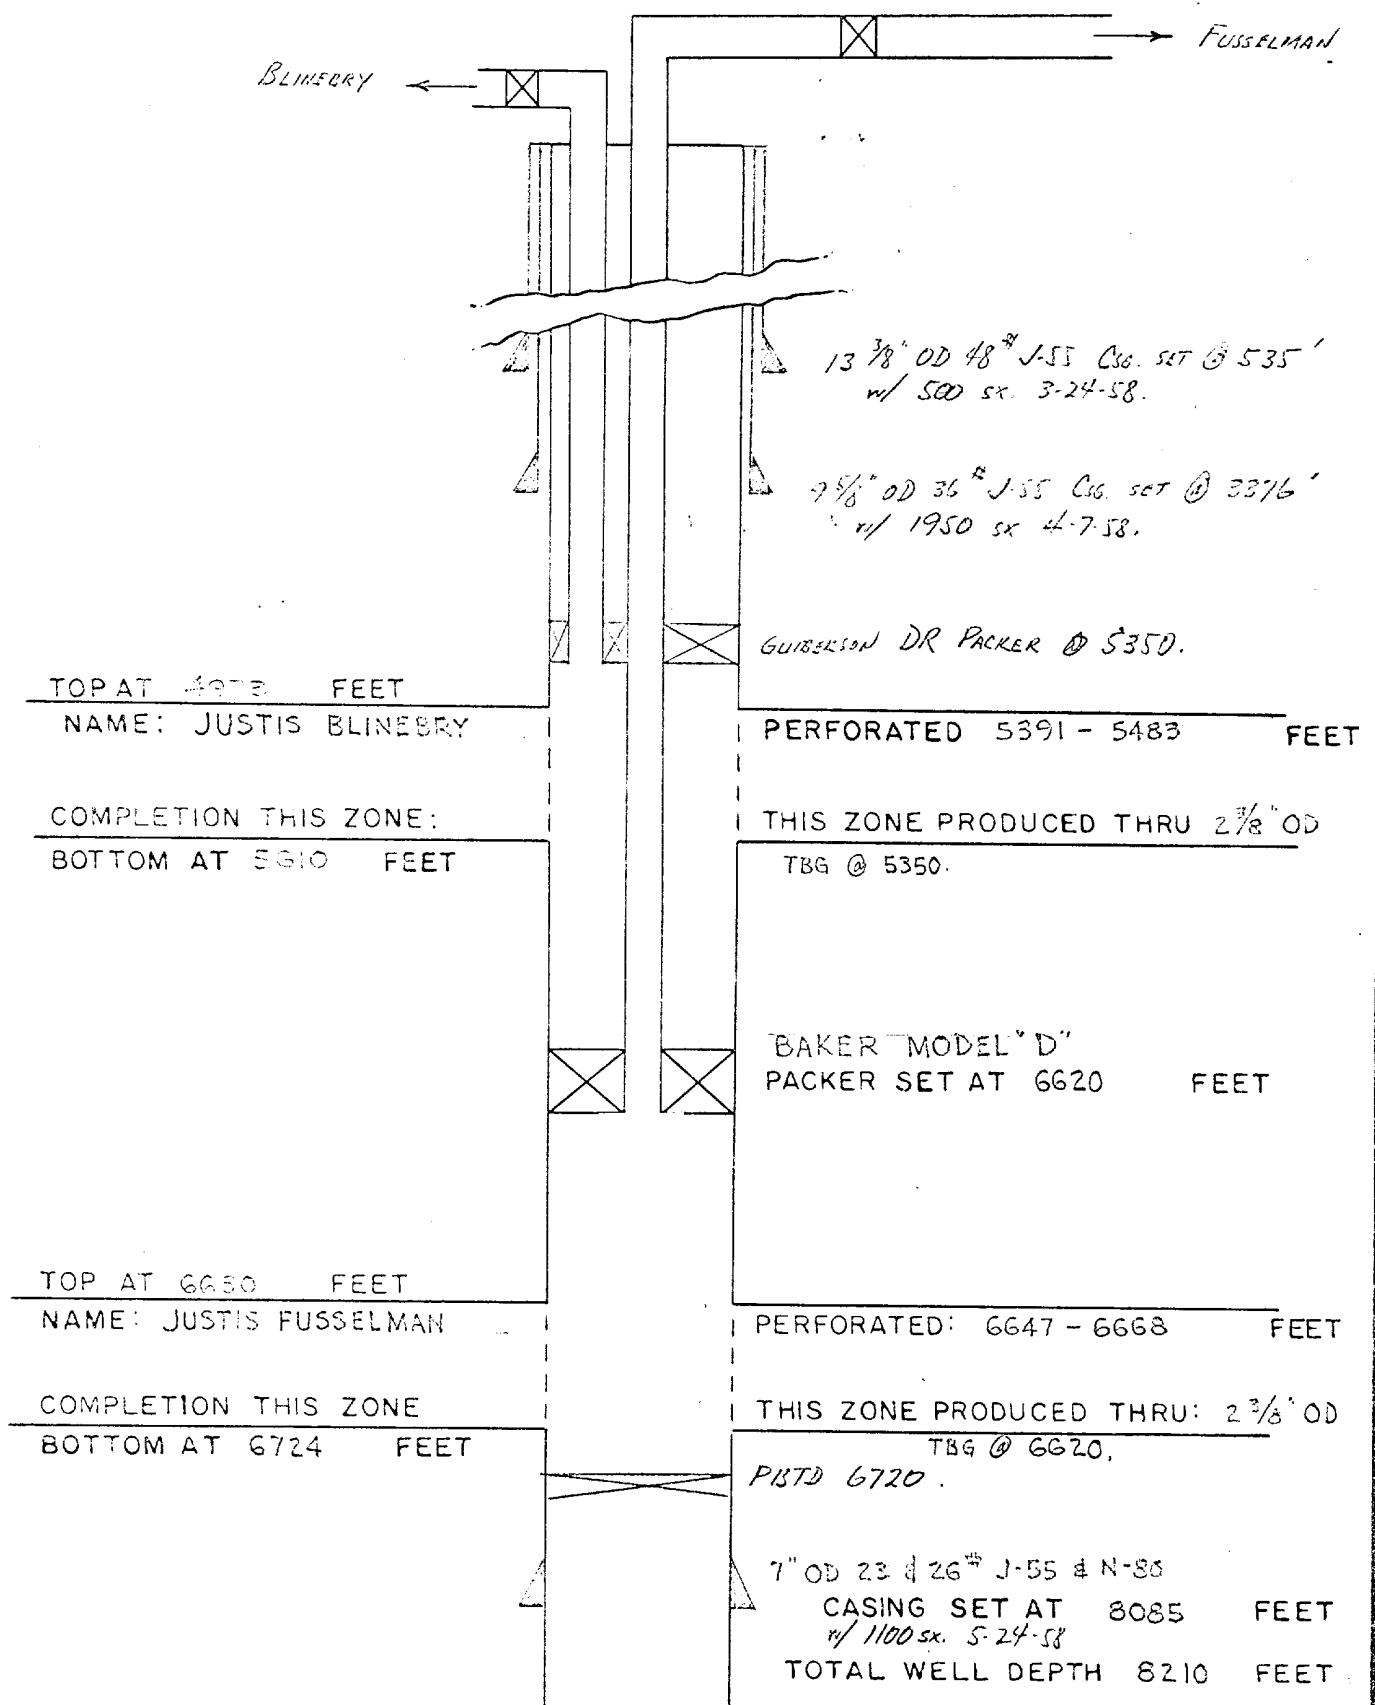 FUSSELMAN
BLINEBRY
13 3/8" OD 48# J-55 CSG. SET @ 535'
w/ 500 sx. 3-24-58.
9 5/8" OD 36# J-55 CSG. SET @ 3376'
w/ 1950 sx 4-7-58.
GUIBERSON DR PACKER @ 5350.
TOP AT FEET
NAME: JUSTIS BLINEBRY
PERFORATED 5391 - 5483 FEET
COMPLETION THIS ZONE:
THIS ZONE PRODUCED THRU 2 3/8" OD
BOTTOM AT FEET
TBG @ 5350.
BAKER MODEL "D"
PACKER SET AT 6620 FEET
TOP AT FEET
NAME: JUSTIS FUSSELMAN
PERFORATED: 6647 - 6668 FEET
COMPLETION THIS ZONE
THIS ZONE PRODUCED THRU: 2 3/8" OD
BOTTOM AT 6724 FEET
TBG @ 6620.
PBTD 6720.
7" OD 23 & 26# J-55 & N-80
CASING SET AT 8085 FEET
w/ 1100 sx. 5-24-58
TOTAL WELL DEPTH 8210 FEET